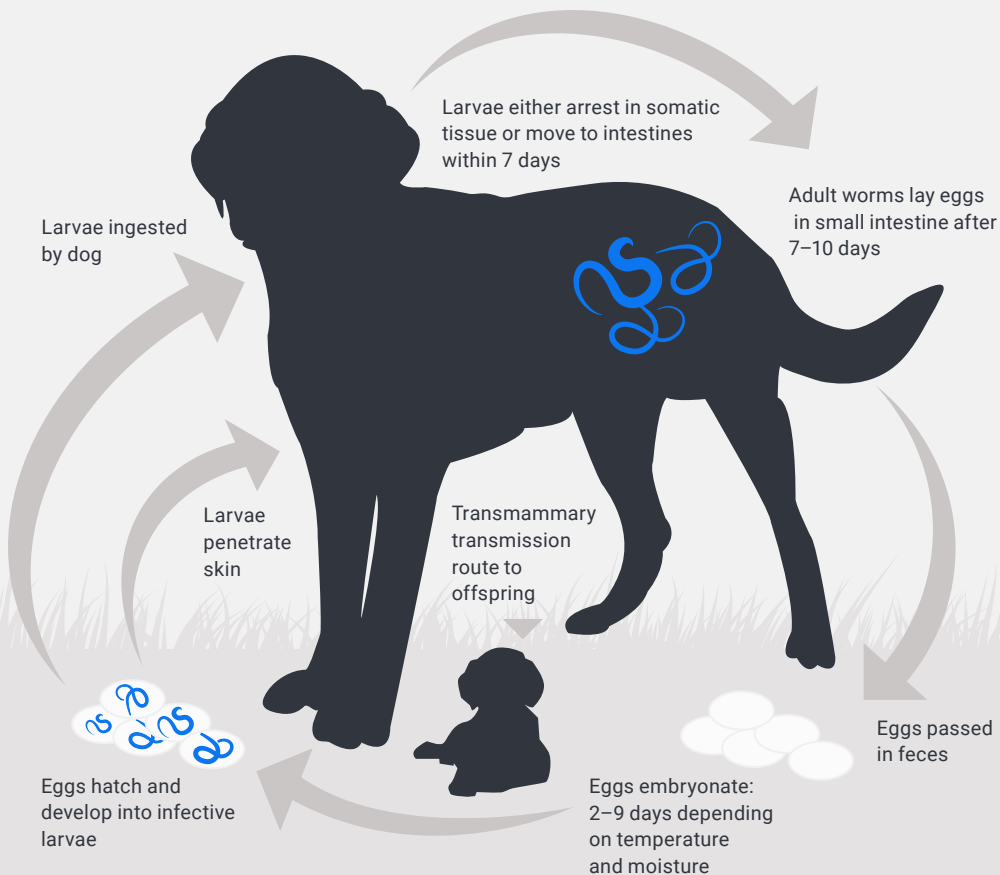 Larvae either arrest in somatic
tissue or move to intestines
within 7 days
Adult worms lay eggs
in small intestine after
7–10 days
Larvae ingested
by dog
Larvae
penetrate
skin
Transmammary
transmission
route to
offspring
Eggs passed
in feces
Eggs embryonate:
2–9 days depending
on temperature
and moisture
Eggs hatch and
develop into infective
larvae